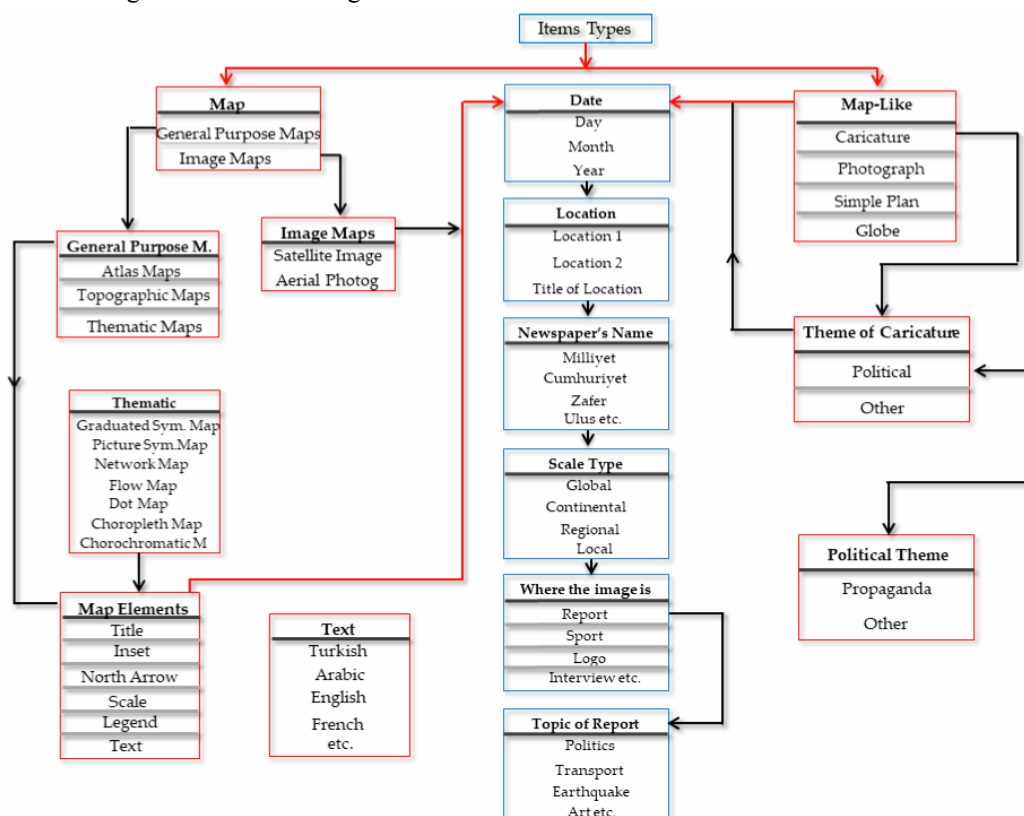 Items Types
Map
General Purpose Maps
Image Maps
General Purpose M.
Atlas Maps
Topographic Maps
Thematic Maps
Image Maps
Satellite Image
Aerial Photog
Thematic
Graduated Sym. Map
Picture Sym.Map
Network Map
Flow Map
Dot Map
Choropleth Map
Chorochromatic M
Map Elements
Title
Inset
North Arrow
Scale
Legend
Text
Text
Turkish
Arabic
English
French
etc.
Date
Day
Month
Year
Location
Location 1
Location 2
Title of Location
Newspaper's Name
Milliyet
Cumhuriyet
Zafer
Ulus etc.
Scale Type
Global
Continental
Regional
Local
Where the image is
Report
Sport
Logo
Interview etc.
Topic of Report
Politics
Transport
Earthquake
Art etc.
Map-Like
Caricature
Photograph
Simple Plan
Globe
Theme of Caricature
Political
Other
Political Theme
Propaganda
Other